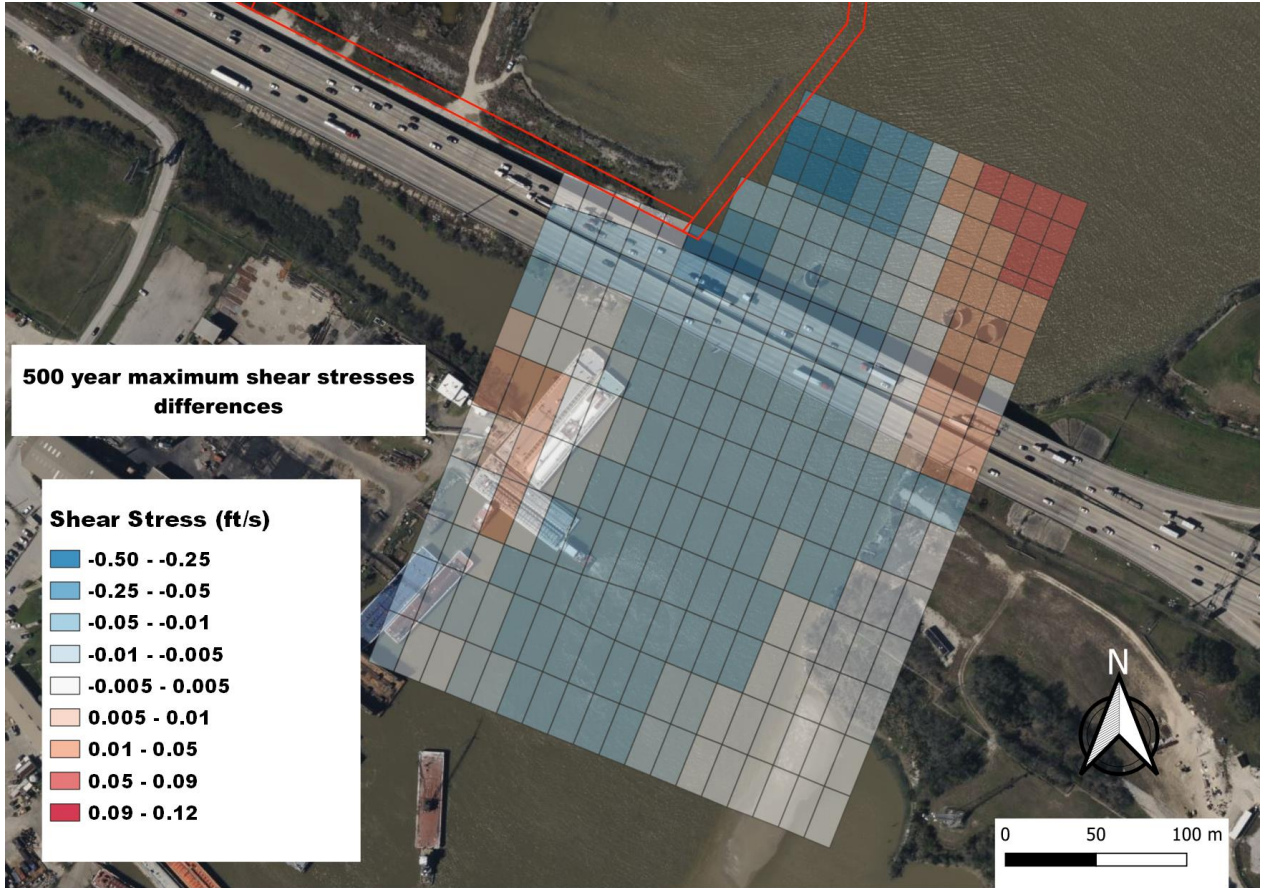 500 year maximum shear stresses
differences
Shear Stress (ft/s)
-0.50 - -0.25
-0.25 - -0.05
-0.05 - -0.01
-0.01 - -0.005
-0.005 - 0.005
0.005 - 0.01
0.01 - 0.05
0.05 - 0.09
0.09 - 0.12
N
0 50 100 m